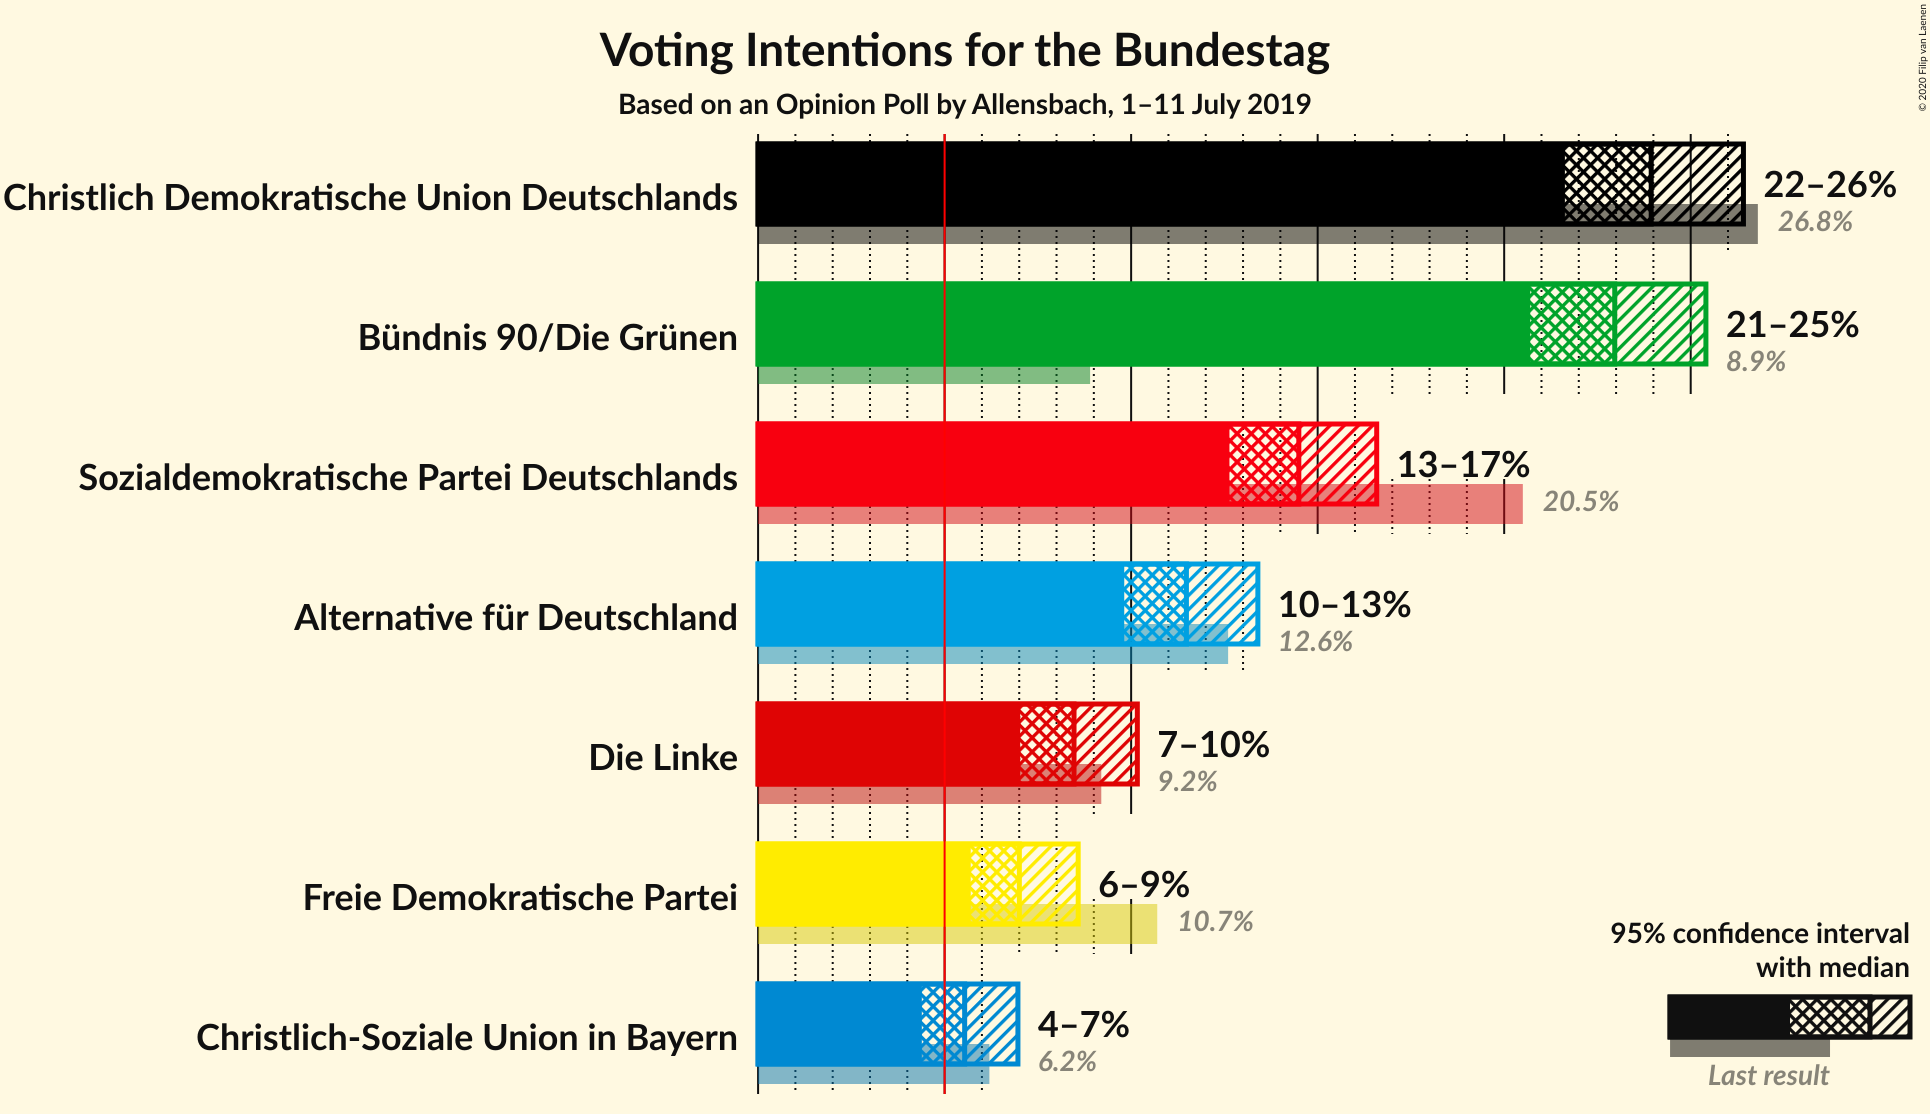 Voting Intentions for the Bundestag
Based on an Opinion Poll by Allensbach, 1–11 July 2019
© 2020 Filip van Laenen
Christlich Demokratische Union Deutschlands
22–26%
26.8%
Bündnis 90/Die Grünen
21–25%
8.9%
Sozialdemokratische Partei Deutschlands
13–17%
20.5%
Alternative für Deutschland
10–13%
12.6%
Die Linke
7–10%
9.2%
Freie Demokratische Partei
6–9%
10.7%
Christlich-Soziale Union in Bayern
4–7%
6.2%
95% confidence interval
with median
Last result